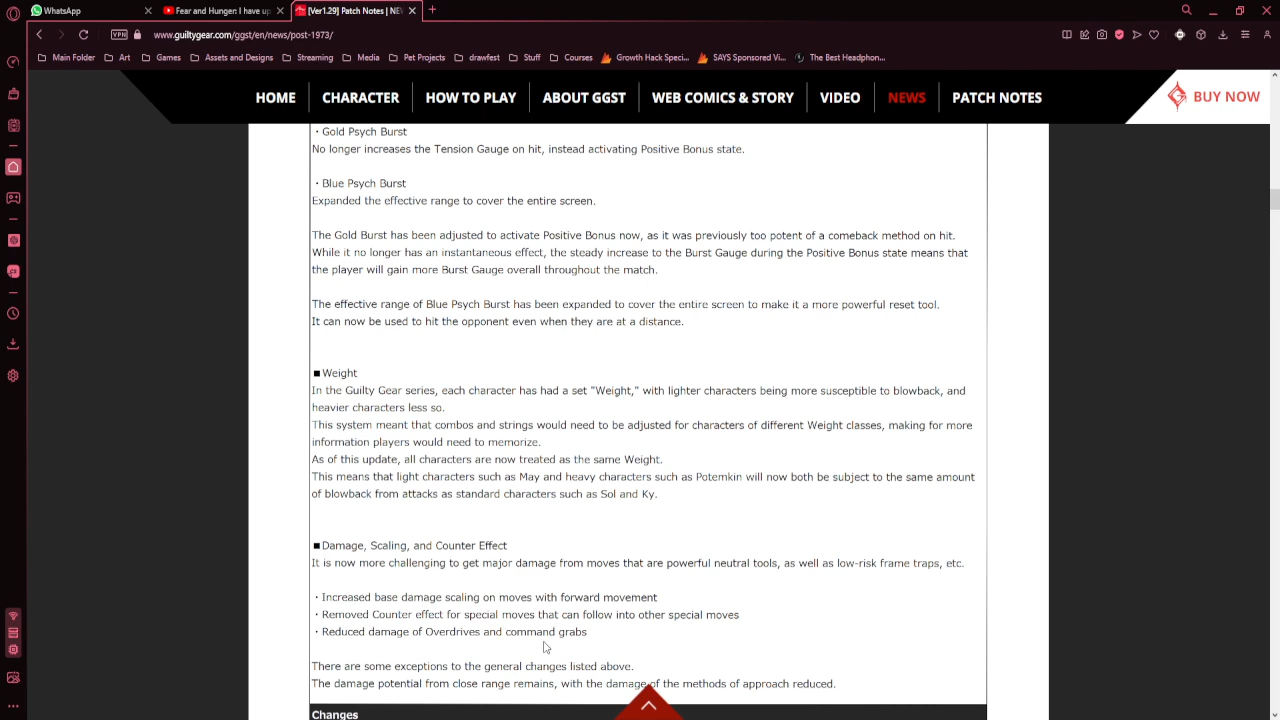 WhatsApp
Fear and Hunger: I have up
[Ver1.29] Patch Notes | NEW
www.guiltygear.com/ggst/en/news/post-1973/
VPN
Main Folder
Art
Games
Assets and Designs
Streaming
Media
Pet Projects
drawfest
Stuff
Courses
Growth Hack Speci...
SAYS Sponsored Vi...
The Best Headphon...
HOME
CHARACTER
HOW TO PLAY
ABOUT GGST
WEB COMICS & STORY
VIDEO
NEWS
PATCH NOTES
BUY NOW
・Gold Psych Burst
No longer increases the Tension Gauge on hit, instead activating Positive Bonus state.
・Blue Psych Burst
Expanded the effective range to cover the entire screen.
The Gold Burst has been adjusted to activate Positive Bonus now, as it was previously too potent of a comeback method on hit.
While it no longer has an instantaneous effect, the steady increase to the Burst Gauge during the Positive Bonus state means that
the player will gain more Burst Gauge overall throughout the match.
The effective range of Blue Psych Burst has been expanded to cover the entire screen to make it a more powerful reset tool.
It can now be used to hit the opponent even when they are at a distance.
■Weight
In the Guilty Gear series, each character has had a set "Weight," with lighter characters being more susceptible to blowback, and
heavier characters less so.
This system meant that combos and strings would need to be adjusted for characters of different Weight classes, making for more
information players would need to memorize.
As of this update, all characters are now treated as the same Weight.
This means that light characters such as May and heavy characters such as Potemkin will now both be subject to the same amount
of blowback from attacks as standard characters such as Sol and Ky.
■Damage, Scaling, and Counter Effect
It is now more challenging to get major damage from moves that are powerful neutral tools, as well as low-risk frame traps, etc.
・Increased base damage scaling on moves with forward movement
・Removed Counter effect for special moves that can follow into other special moves
・Reduced damage of Overdrives and command grabs
There are some exceptions to the general changes listed above.
The damage potential from close range remains, with the damage of the methods of approach reduced.
Changes